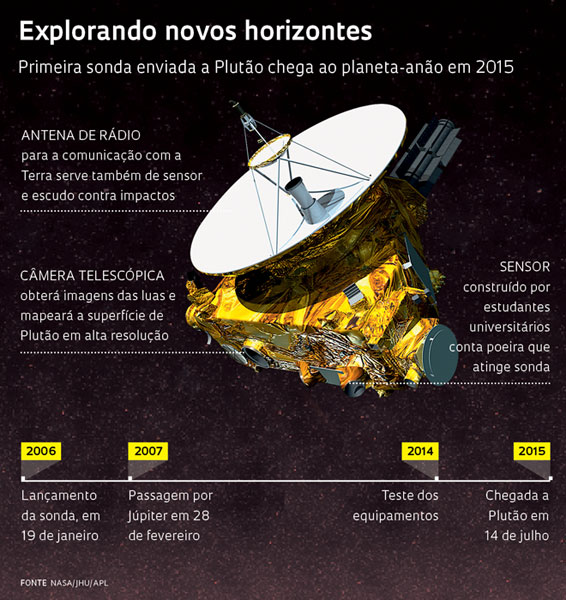 Explorando novos horizontes
Primeira sonda enviada a Plutão chega ao planeta-anão em 2015
ANTENA DE RÁDIO
para a comunicação com a
Terra serve também de sensor
e escudo contra impactos
CÂMERA TELESCÓPICA
obterá imagens das luas e
mapeará a superfície de
Plutão em alta resolução
SENSOR
construído por
estudantes
universitários
conta poeira que
atinge sonda
2006
Lançamento
da sonda, em
19 de janeiro
2007
Passagem por
Júpiter em 28
de fevereiro
2014
Teste dos
equipamentos
2015
Chegada a
Plutão em
14 de julho
FONTE NASA/JHU/APL